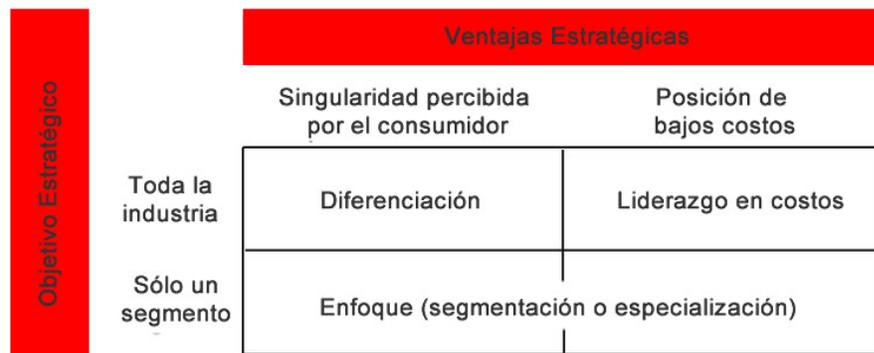 Ventajas Estratégicas
Objetivo Estratégico
Singularidad percibida
por el consumidor
Posición de
bajos costos
Toda la
industria
Diferenciación
Liderazgo en costos
Sólo un
segmento
Enfoque (segmentación o especialización)